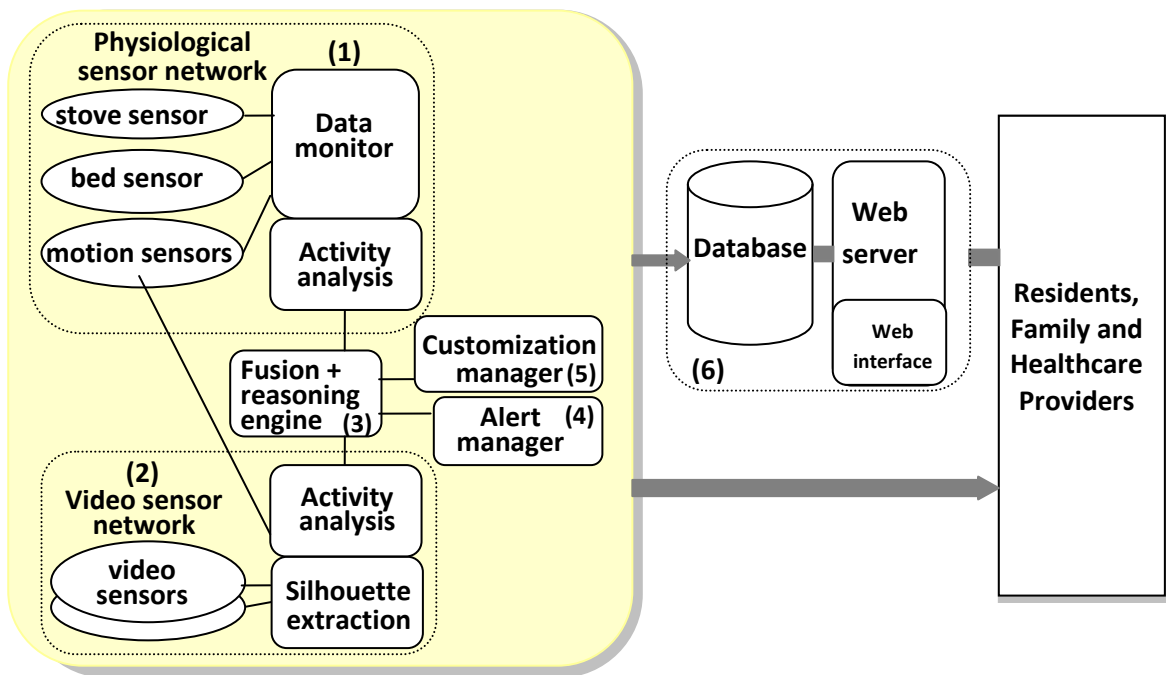 Physiological
sensor network
(1)
stove sensor
bed sensor
motion sensors
Data
monitor
Activity
analysis
Fusion +
reasoning
engine (3)
Customization
manager (5)
Alert (4)
manager
(2)
Video sensor
network
video
sensors
Activity
analysis
Silhouette
extraction
Database
Web
server
Web
interface
(6)
Residents,
Family and
Healthcare
Providers